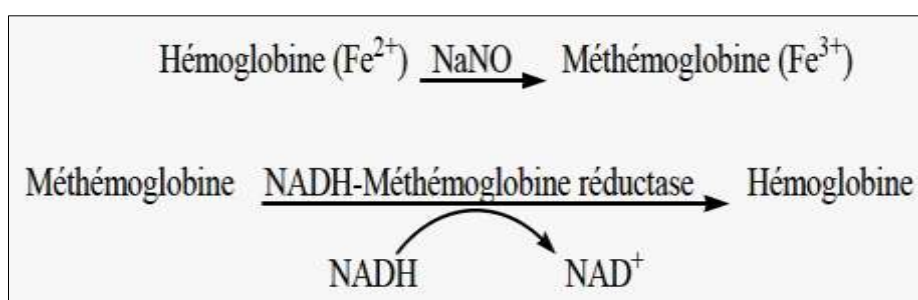 Hémoglobine (Fe²⁺) NaNO Méthémoglobine (Fe³⁺)
Méthémoglobine NADH-Méthémoglobine réductase Hémoglobine
NADH NAD⁺